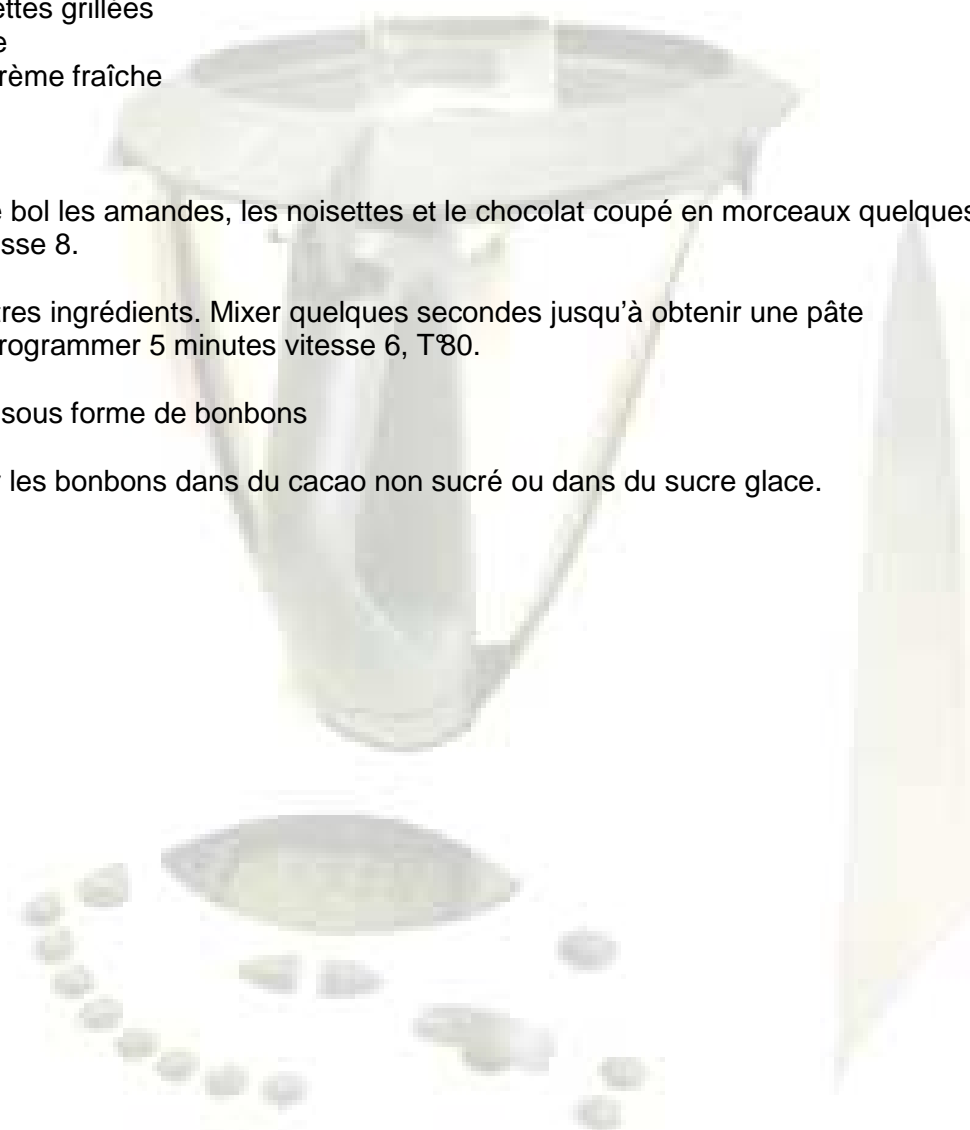 ettes grillées
e
rème fraîche
e bol les amandes, les noisettes et le chocolat coupé en morceaux quelques
sse 8.
tres ingrédients. Mixer quelques secondes jusqu’à obtenir une pâte
rogrammer 5 minutes vitesse 6, T°80.
sous forme de bonbons
r les bonbons dans du cacao non sucré ou dans du sucre glace.